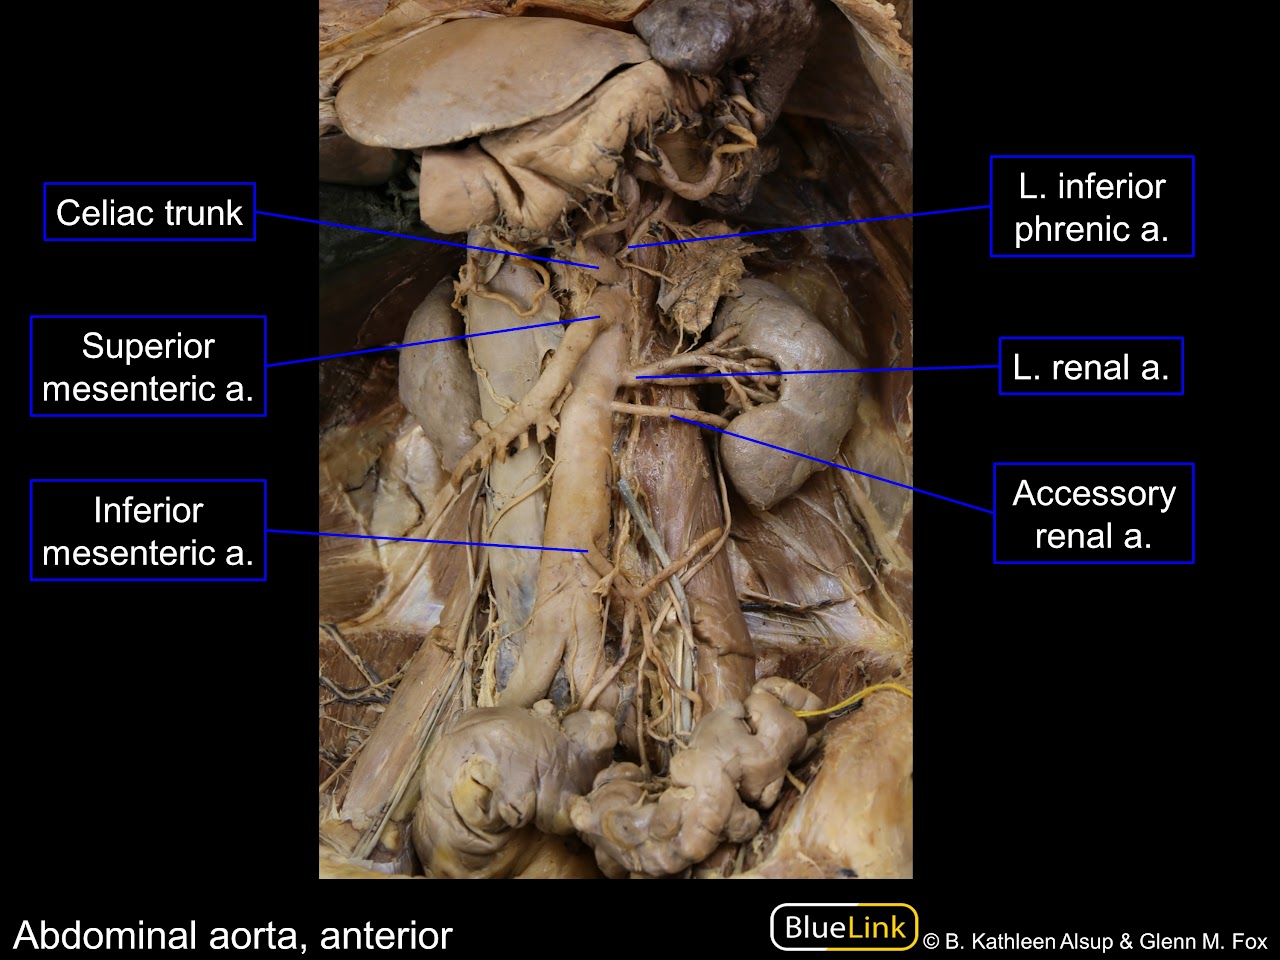 Celiac trunk
Superior
mesenteric a.
Inferior
mesenteric a.
L. inferior
phrenic a.
L. renal a.
Accessory
renal a.
Abdominal aorta, anterior
BlueLink
© B. Kathleen Alsup & Glenn M. Fox